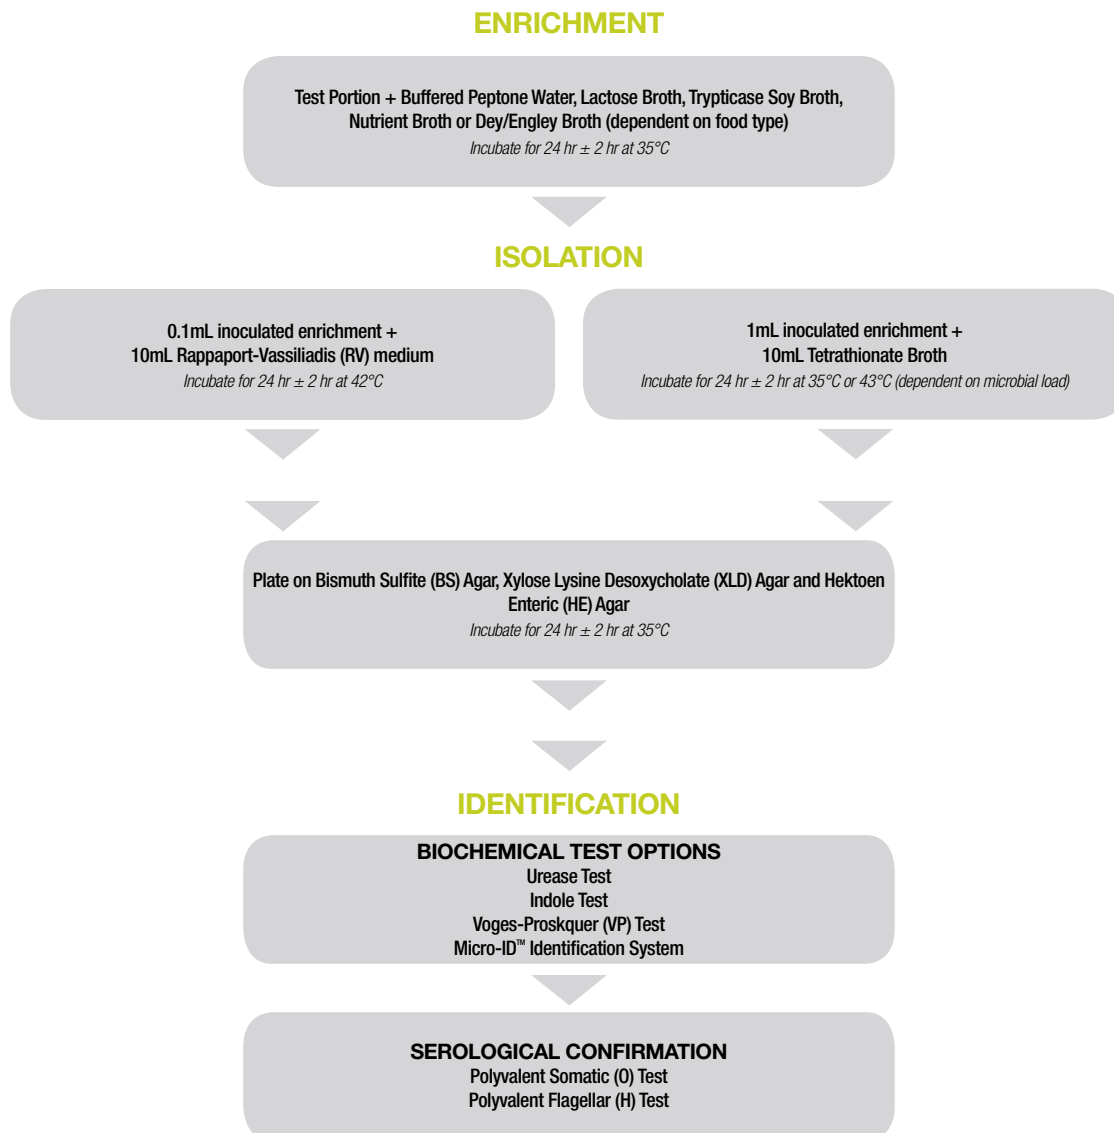 ENRICHMENT
Test Portion + Buffered Peptone Water, Lactose Broth, Trypticase Soy Broth,
Nutrient Broth or Dey/Engley Broth (dependent on food type)
Incubate for 24 hr ± 2 hr at 35°C
ISOLATION
0.1mL inoculated enrichment +
10mL Rappaport-Vassiliadis (RV) medium
Incubate for 24 hr ± 2 hr at 42°C
1mL inoculated enrichment +
10mL Tetrathionate Broth
Incubate for 24 hr ± 2 hr at 35°C or 43°C (dependent on microbial load)
Plate on Bismuth Sulfite (BS) Agar, Xylose Lysine Desoxycholate (XLD) Agar and Hektoen
Enteric (HE) Agar
Incubate for 24 hr ± 2 hr at 35°C
IDENTIFICATION
BIOCHEMICAL TEST OPTIONS
Urease Test
Indole Test
Voges-Proskquer (VP) Test
Micro-ID™ Identification System
SEROLOGICAL CONFIRMATION
Polyvalent Somatic (O) Test
Polyvalent Flagellar (H) Test